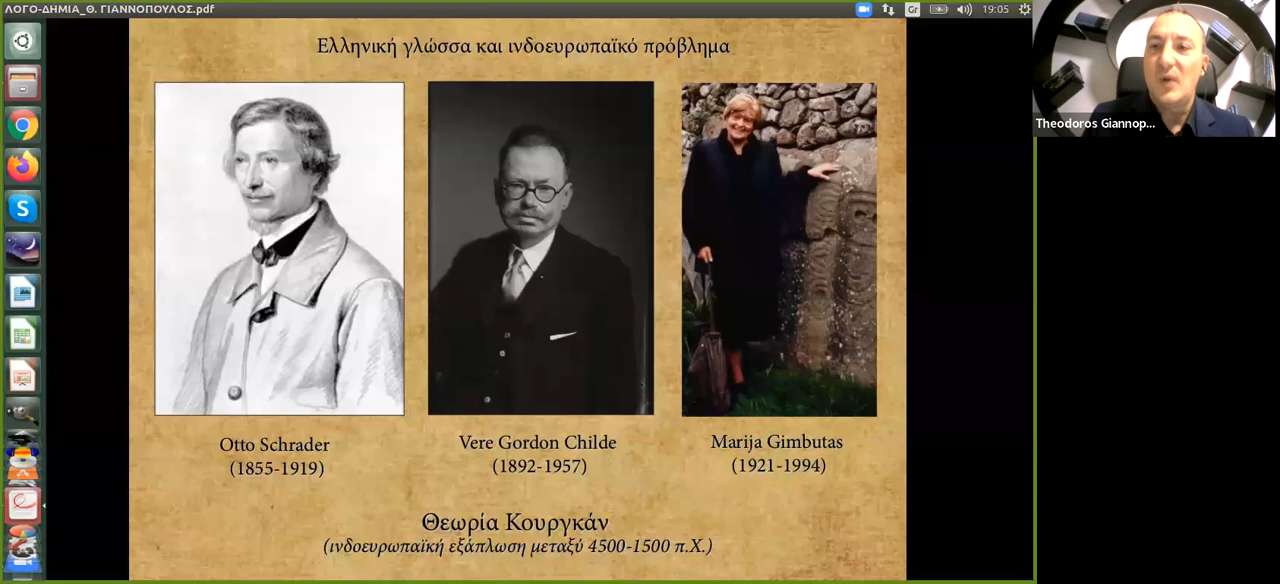 ΛΟΓΟ-ΔΗΜΙΑ_Θ. ΓΙΑΝΝΟΠΟΥΛΟΣ.pdf
Gr
19:05
Ελληνική γλώσσα και ινδοευρωπαϊκό πρόβλημα
Theodoros Giannop...
Otto Schrader
(1855-1919)
Vere Gordon Childe
(1892-1957)
Marija Gimbutas
(1921-1994)
Θεωρία Κουργκάν
(ινδοευρωπαϊκή εξάπλωση μεταξύ 4500-1500 π.Χ.)